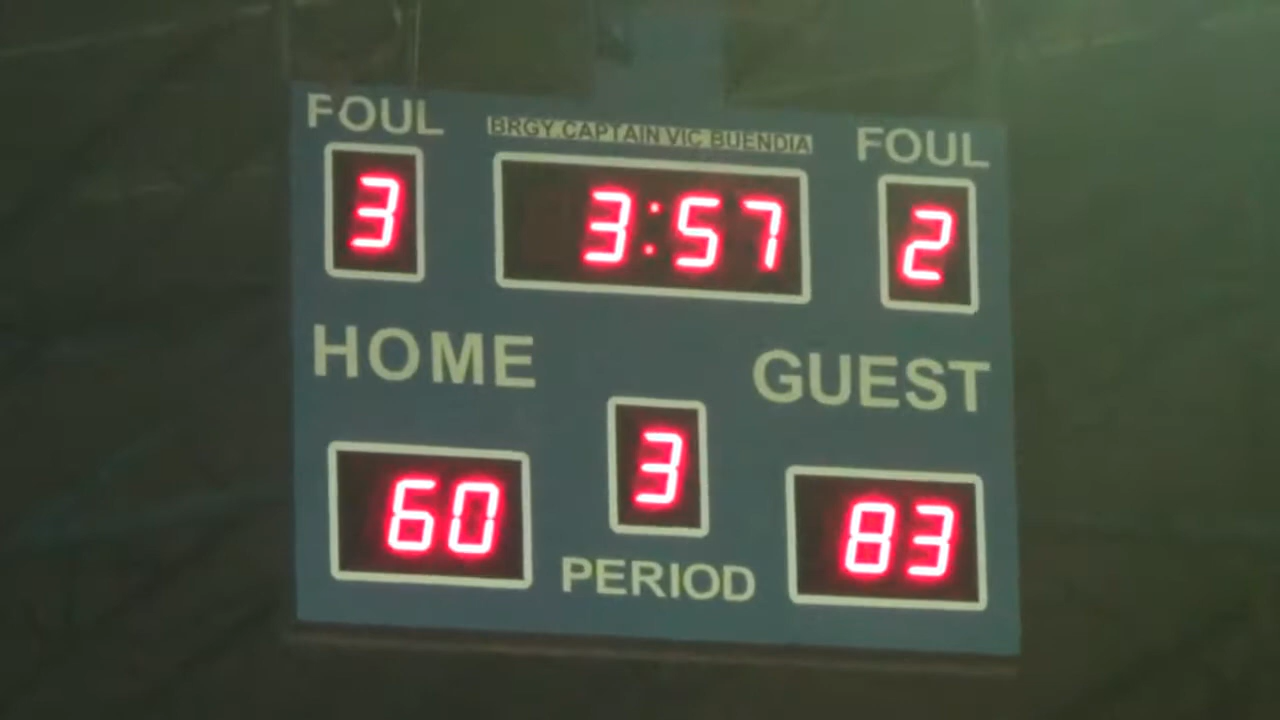 FOUL
BRGY.CAPTAIN VIC BUENDIA
FOUL
3
3:57
2
HOME
GUEST
3
60
83
PERIOD